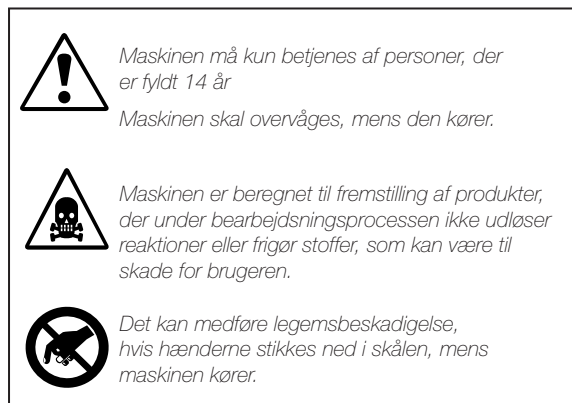 Maskinen må kun betjenes af personer, der
er fyldt 14 år
Maskinen skal overvåges, mens den kører.
Maskinen er beregnet til fremstilling af produkter,
der under bearbejdsningsprocessen ikke udløser
reaktioner eller frigør stoffer, som kan være til
skade for brugeren.
Det kan medføre legemsbeskadigelse,
hvis hænderne stikkes ned i skålen, mens
maskinen kører.